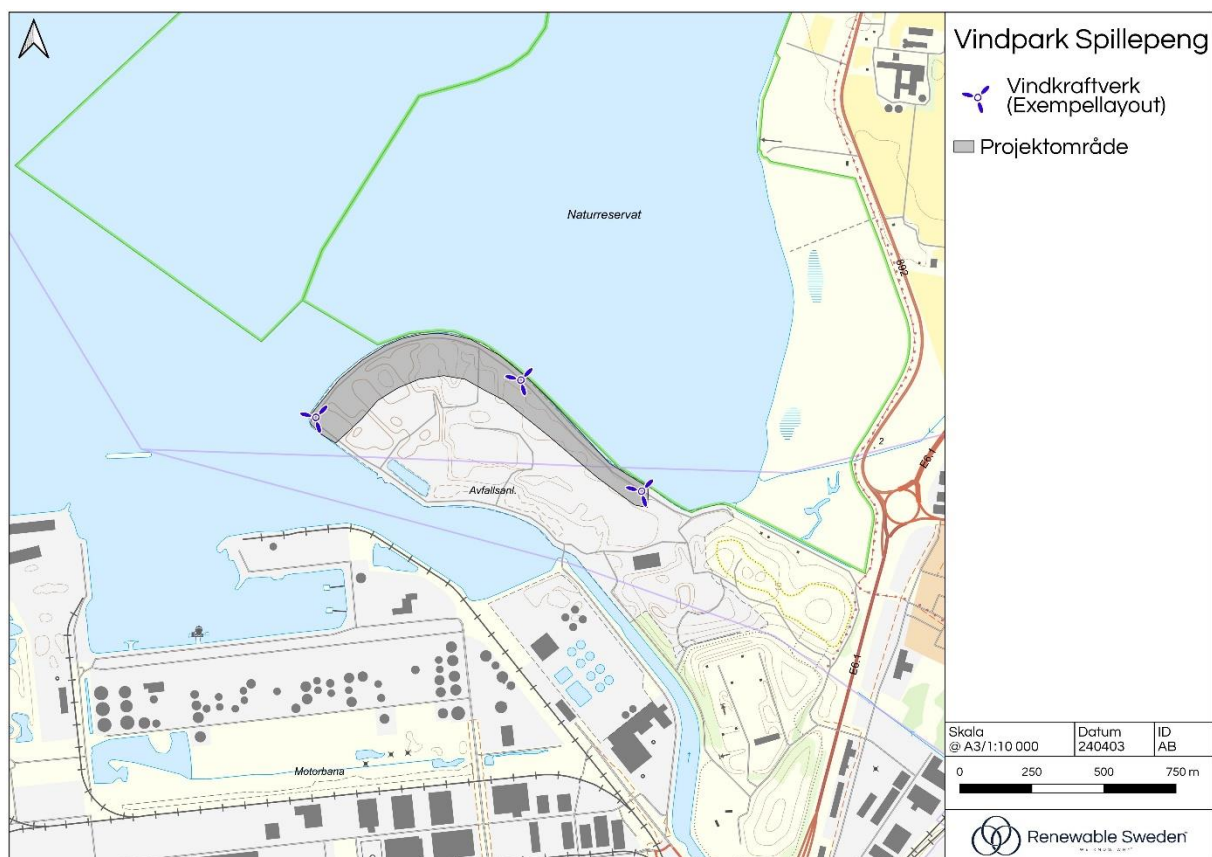 Vindpark Spillepeng
Vindkraftverk
(Exempellayout)
Projektområde
Naturreservat
892
2
E6.1
Avfallsanl.
E6.1
Motorbana
Skala
@ A3/1:10 000
Datum
240403
ID
AB
0 250 500 750 m
Renewable Sweden